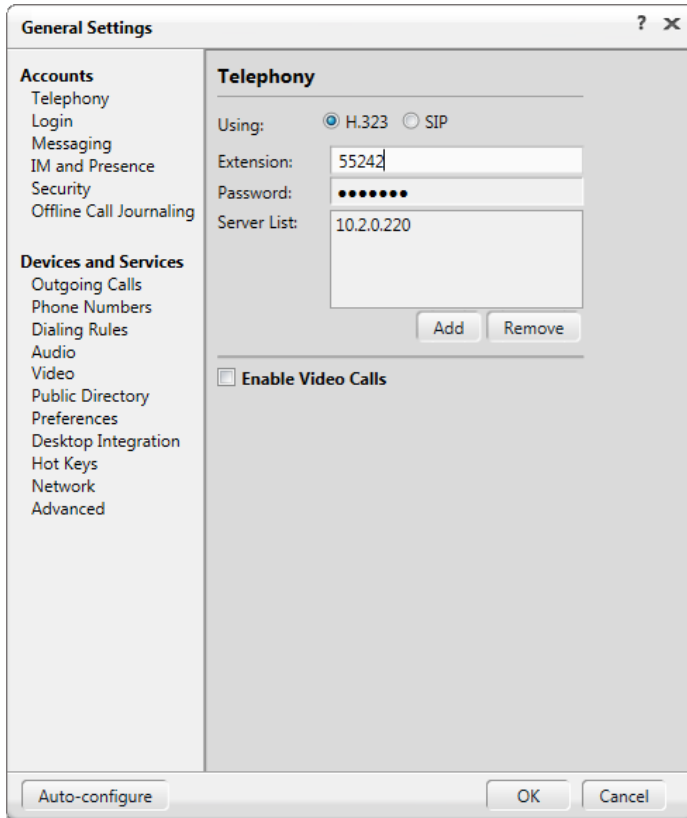 General Settings
? ×
Accounts
Telephony
Login
Messaging
IM and Presence
Security
Offline Call Journaling
Devices and Services
Outgoing Calls
Phone Numbers
Dialing Rules
Audio
Video
Public Directory
Preferences
Desktop Integration
Hot Keys
Network
Advanced
Telephony
Using: H.323 SIP
Extension: 55242
Password: •••••••
Server List: 10.2.0.220
Add Remove
Enable Video Calls
Auto-configure OK Cancel